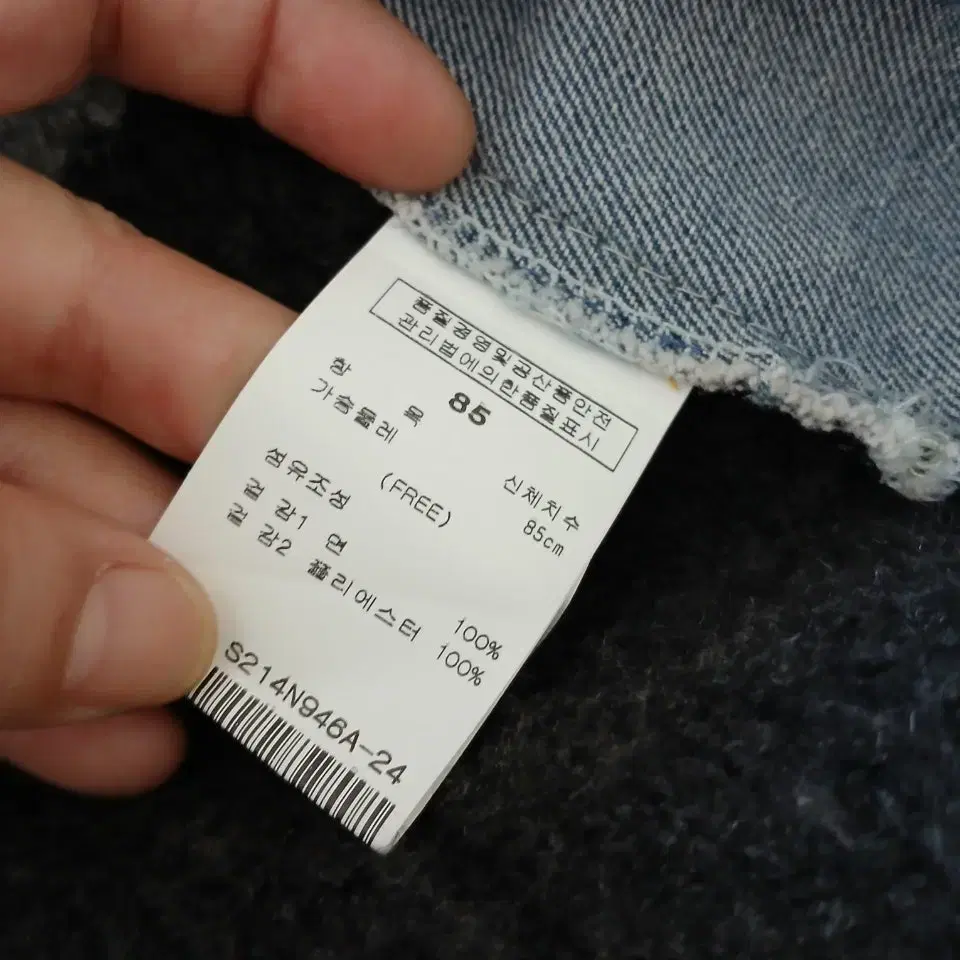 품질경영및공산품안전
관리법에의한품질표시
항 목 신체치수
가슴둘레 85 85cm
(FREE)
섬유조성
겉 감1 면 100%
겉 감2 폴리에스터 100%
S214N946A-24